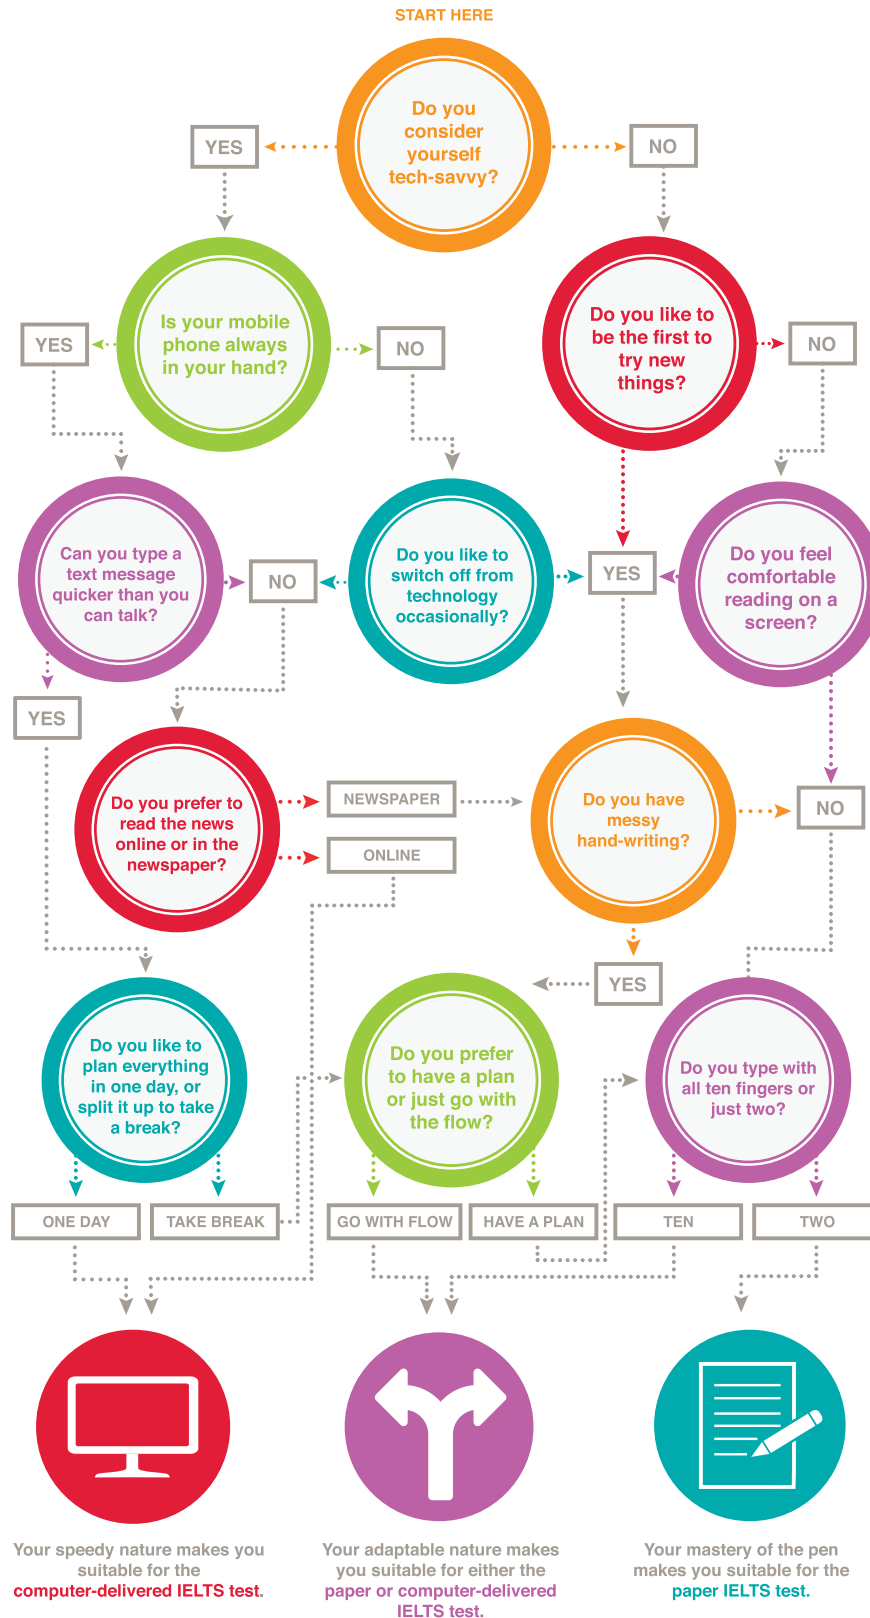 START HERE
Do you
consider
yourself
tech-savvy?
YES
NO
Is your mobile
phone always
in your hand?
Do you like to
be the first to
try new
things?
YES
NO
NO
Can you type a
text message
quicker than you
can talk?
NO
Do you like to
switch off from
technology
occasionally?
YES
Do you feel
comfortable
reading on a
screen?
YES
Do you prefer to
read the news
online or in the
newspaper?
NEWSPAPER
ONLINE
Do you have
messy
hand-writing?
NO
YES
Do you like to
plan everything
in one day, or
split it up to take
a break?
Do you prefer
to have a plan
or just go with
the flow?
Do you type with
all ten fingers or
just two?
ONE DAY
TAKE BREAK
GO WITH FLOW
HAVE A PLAN
TEN
TWO
Your speedy nature makes you
suitable for the
computer-delivered IELTS test.
Your adaptable nature makes
you suitable for either the
paper or computer-delivered
IELTS test.
Your mastery of the pen
makes you suitable for the
paper IELTS test.